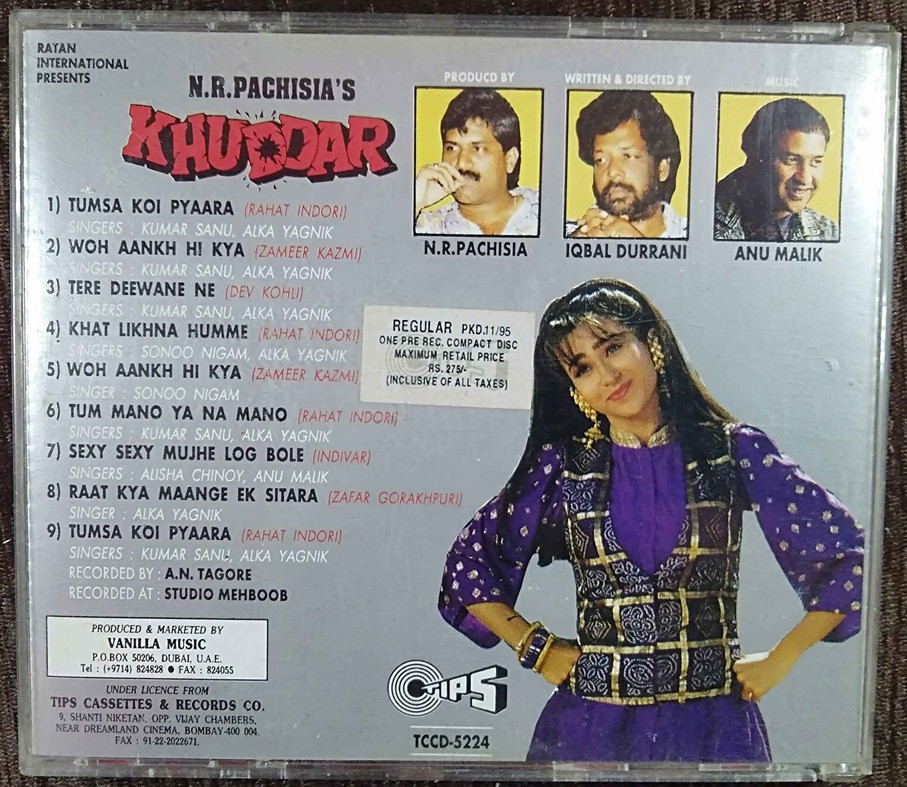 RATAN
INTERNATIONAL
PRESENTS
N.R.PACHISIA'S
KHUDDAR
PRODUCD BY
WRITTEN & DIRECTED BY
MUSIC
N.R.PACHISIA
IQBAL DURRANI
ANU MALIK
1) TUMSA KOI PYAARA (RAHAT INDORI)
SINGERS : KUMAR SANU, ALKA YAGNIK
2) WOH AANKH HI KYA (ZAMEER KAZMI)
SINGERS : KUMAR SANU, ALKA YAGNIK
3) TERE DEEWANE NE (DEV KOHLI)
SINGERS : KUMAR SANU, ALKA YAGNIK
4) KHAT LIKHNA HUMME (RAHAT INDORI)
SINGERS : SONOO NIGAM, ALKA YAGNIK
5) WOH AANKH HI KYA (ZAMEER KAZMI)
SINGER : SONOO NIGAM
6) TUM MANO YA NA MANO (RAHAT INDORI)
SINGERS : KUMAR SANU, ALKA YAGNIK
7) SEXY SEXY MUJHE LOG BOLE (INDIVAR)
SINGERS : ALISHA CHINOY, ANU MALIK
8) RAAT KYA MAANGE EK SITARA (ZAFAR GORAKHPURI)
SINGER : ALKA YAGNIK
9) TUMSA KOI PYAARA (RAHAT INDORI)
SINGERS : KUMAR SANU, ALKA YAGNIK
RECORDED BY : A.N. TAGORE
RECORDED AT : STUDIO MEHBOOB
REGULAR PKD.11/95
ONE PRE REC. COMPACT DISC
MAXIMUM RETAIL PRICE
RS. 275/-
(INCLUSIVE OF ALL TAXES)
PRODUCED & MARKETED BY
VANILLA MUSIC
P.O.BOX 50206, DUBAI, U.A.E.
Tel : (+9714) 824828 ● FAX : 824055
UNDER LICENCE FROM
TIPS CASSETTES & RECORDS CO.
9, SHANTI NIKETAN, OPP. VIJAY CHAMBERS,
NEAR DREAMLAND CINEMA, BOMBAY-400 004.
FAX : 91-22-2022671.
TIPS
TCCD-5224